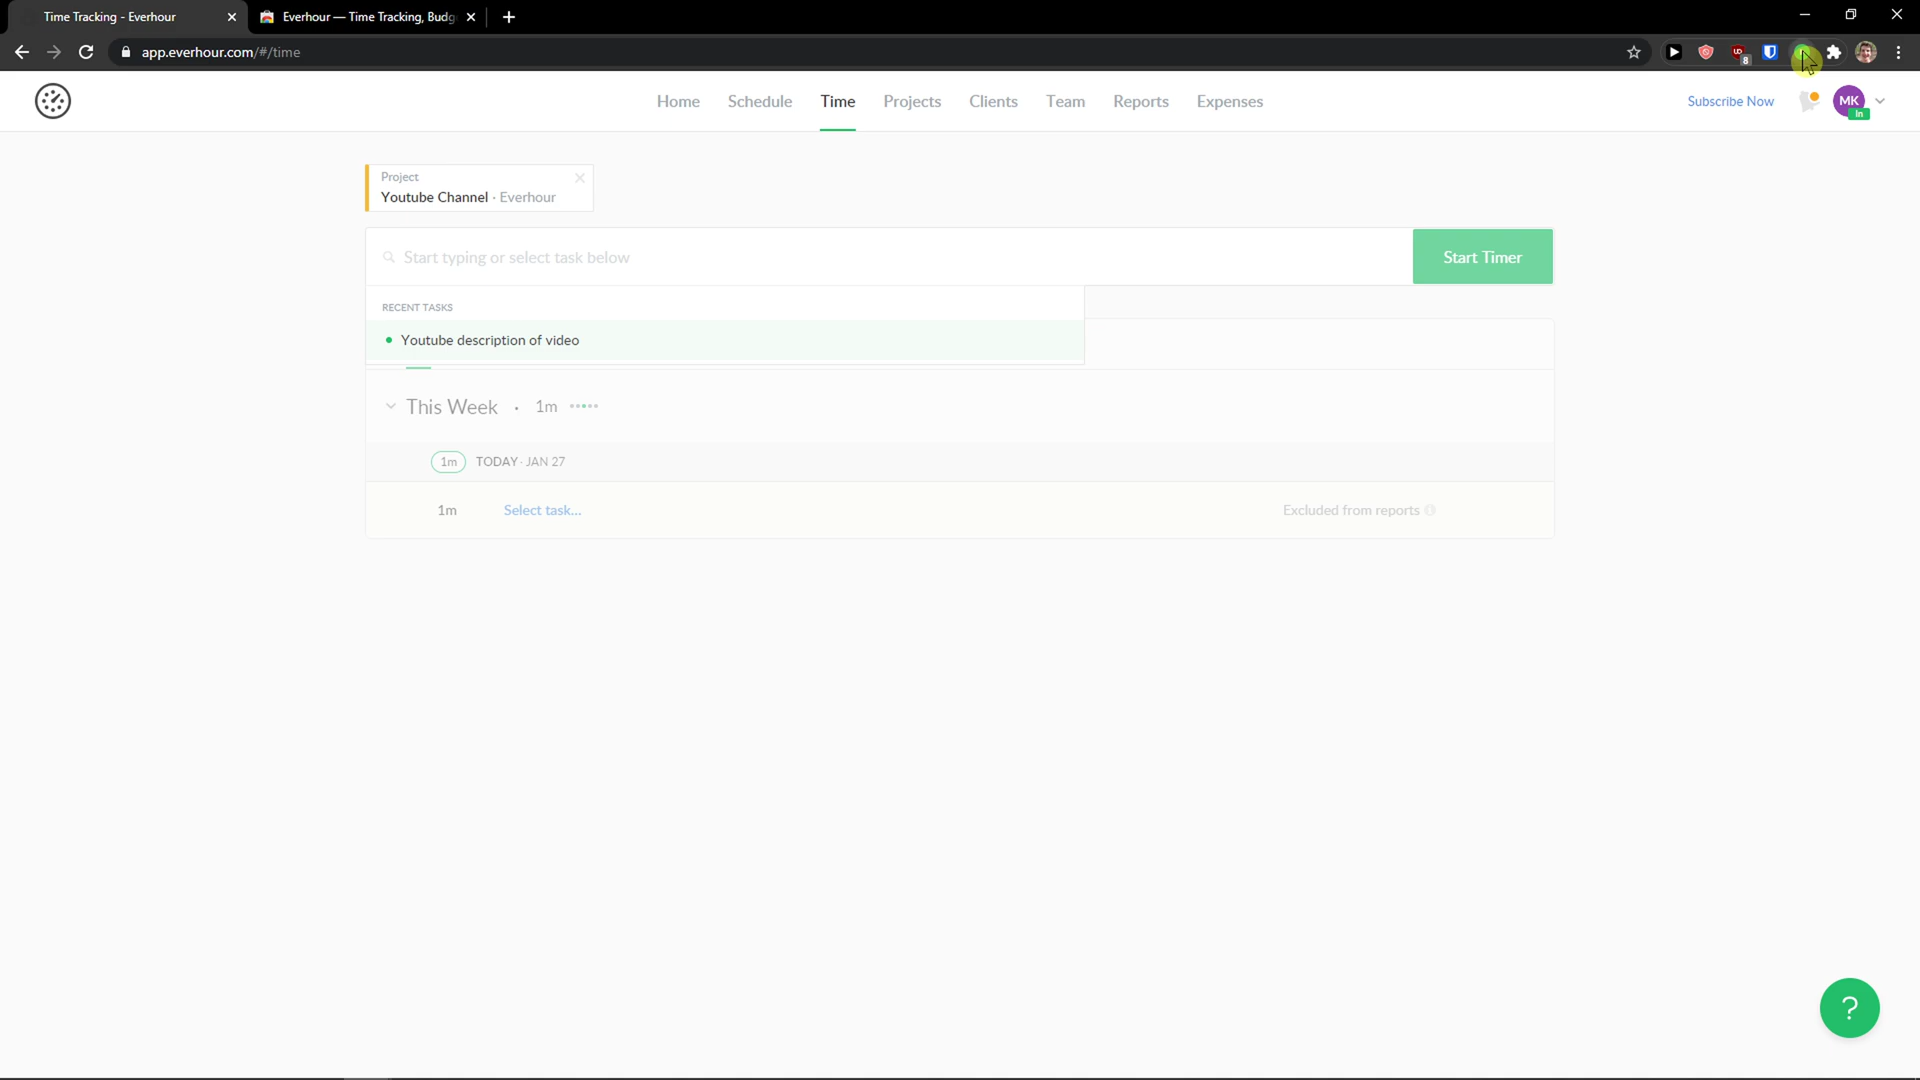 Time Tracking - Everhour
Everhour — Time Tracking, Budg
app.everhour.com/#/time
8
Home
Schedule
Time
Projects
Clients
Team
Reports
Expenses
Subscribe Now
MK
In
Project
Youtube Channel · Everhour
Start typing or select task below
Start Timer
RECENT TASKS
Youtube description of video
This Week · 1m
1m TODAY · JAN 27
1m Select task...
Excluded from reports
?